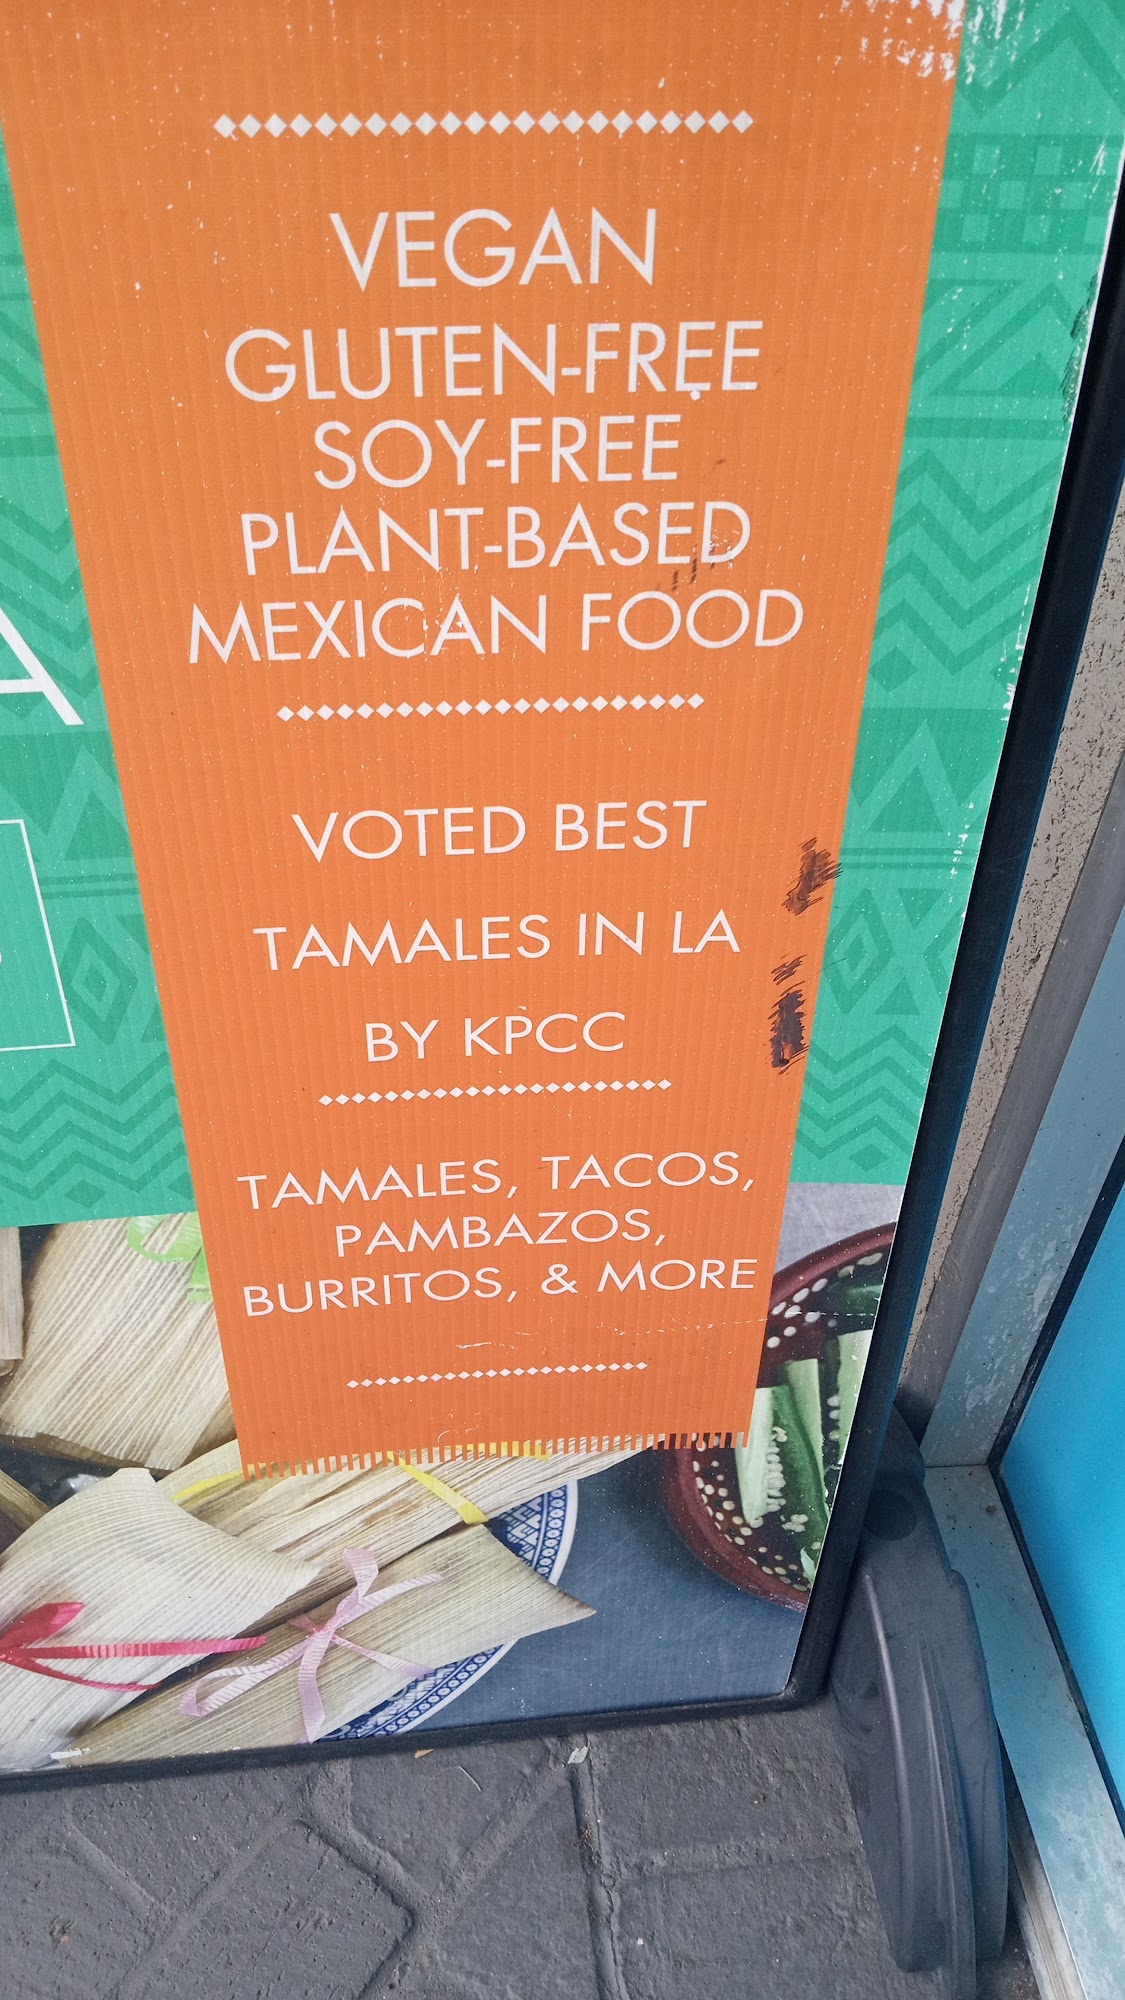 VEGAN
GLUTEN-FREE
SOY-FREE
PLANT-BASED
MEXICAN FOOD
VOTED BEST
TAMALES IN LA
BY KPCC
TAMALES, TACOS,
PAMBAZOS,
BURRITOS, & MORE